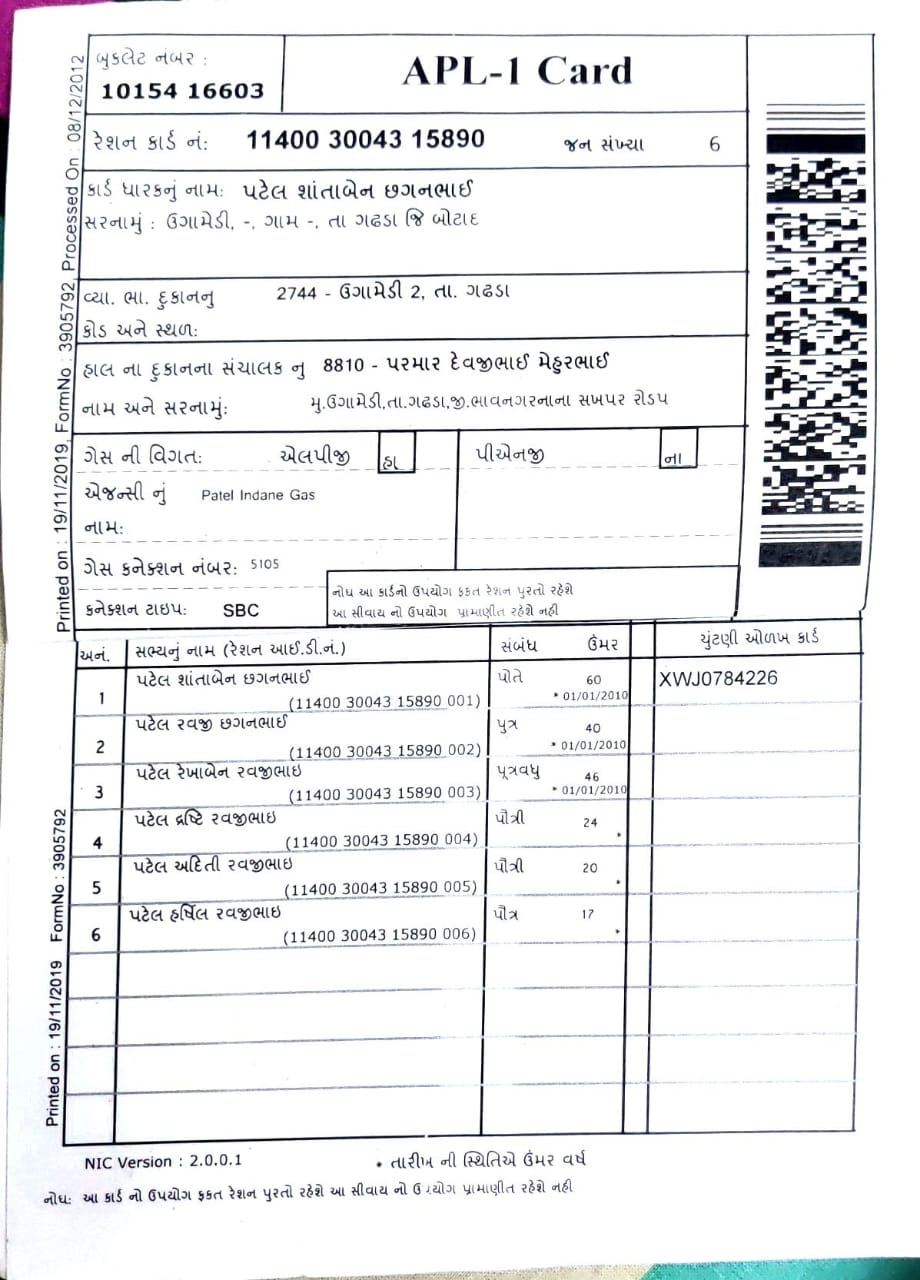 Printed on : 19/11/2019, FormNo : 3905792, Processed On : 08/12/2012
બુકલેટ નંબર :
10154 16603
APL-1 Card
રેશન કાર્ડ નં: 11400 30043 15890 જન સંખ્યા 6
કાર્ડ ધારકનું નામ: પટેલ શાંતાબેન છગનભાઈ
સરનામું : ઉગામેડી, -, ગામ -, તા ગઢડા જિ બોટાદ
વ્યા. ભા. દુકાનનુ 2744 - ઉગામેડી 2, તા. ગઢડા
કોડ અને સ્થળ:
હાલ ના દુકાનના સંચાલક નુ 8810 - પરમાર દેવજીભાઈ મેહુરભાઈ
નામ અને સરનામું: મુ.ઉગામેડી,તા.ગઢડા,જી.ભાવનગરનાના સખપર રોડપ
ગેસ ની વિગત: એલપીજી હા પીએનજી ના
એજન્સી નું Patel Indane Gas
નામ:
ગેસ કનેક્શન નંબર: 5105
કનેક્શન ટાઇપ: SBC
નોધ આ કાર્ડનો ઉપયોગ ફકત રેશન પુરતો રહેશે
આ સીવાય નો ઉપયોગ પ્રામાણીત રહેશે નહી
અનં. સભ્યનું નામ (રેશન આઈ.ડી.નં.) સંબંધ ઉંમર ચુંટણી ઓળખ કાર્ડ
1 પટેલ શાંતાબેન છગનભાઈ પોતે 60 XWJ0784226
(11400 30043 15890 001) * 01/01/2010
2 પટેલ રવજી છગનભાઈ પુત્ર 40
(11400 30043 15890 002) * 01/01/2010
3 પટેલ રેખાબેન રવજીભાઇ પૂત્રવધુ 46
(11400 30043 15890 003) * 01/01/2010
4 પટેલ દ્રષ્ટિ રવજીભાઇ પૌત્રી 24
(11400 30043 15890 004) *
5 પટેલ અદિતી રવજીભાઇ પૌત્રી 20
(11400 30043 15890 005) *
6 પટેલ હર્ષિલ રવજીભાઇ પૌત્ર 17
(11400 30043 15890 006) *
Printed on : 19/11/2019 FormNo : 3905792
NIC Version : 2.0.0.1 * તારીખ ની સ્થિતિએ ઉંમર વર્ષ
નોધ: આ કાર્ડ નો ઉપયોગ ફકત રેશન પુરતો રહેશે આ સીવાય નો ઉપયોગ પ્રામાણીત રહેશે નહી